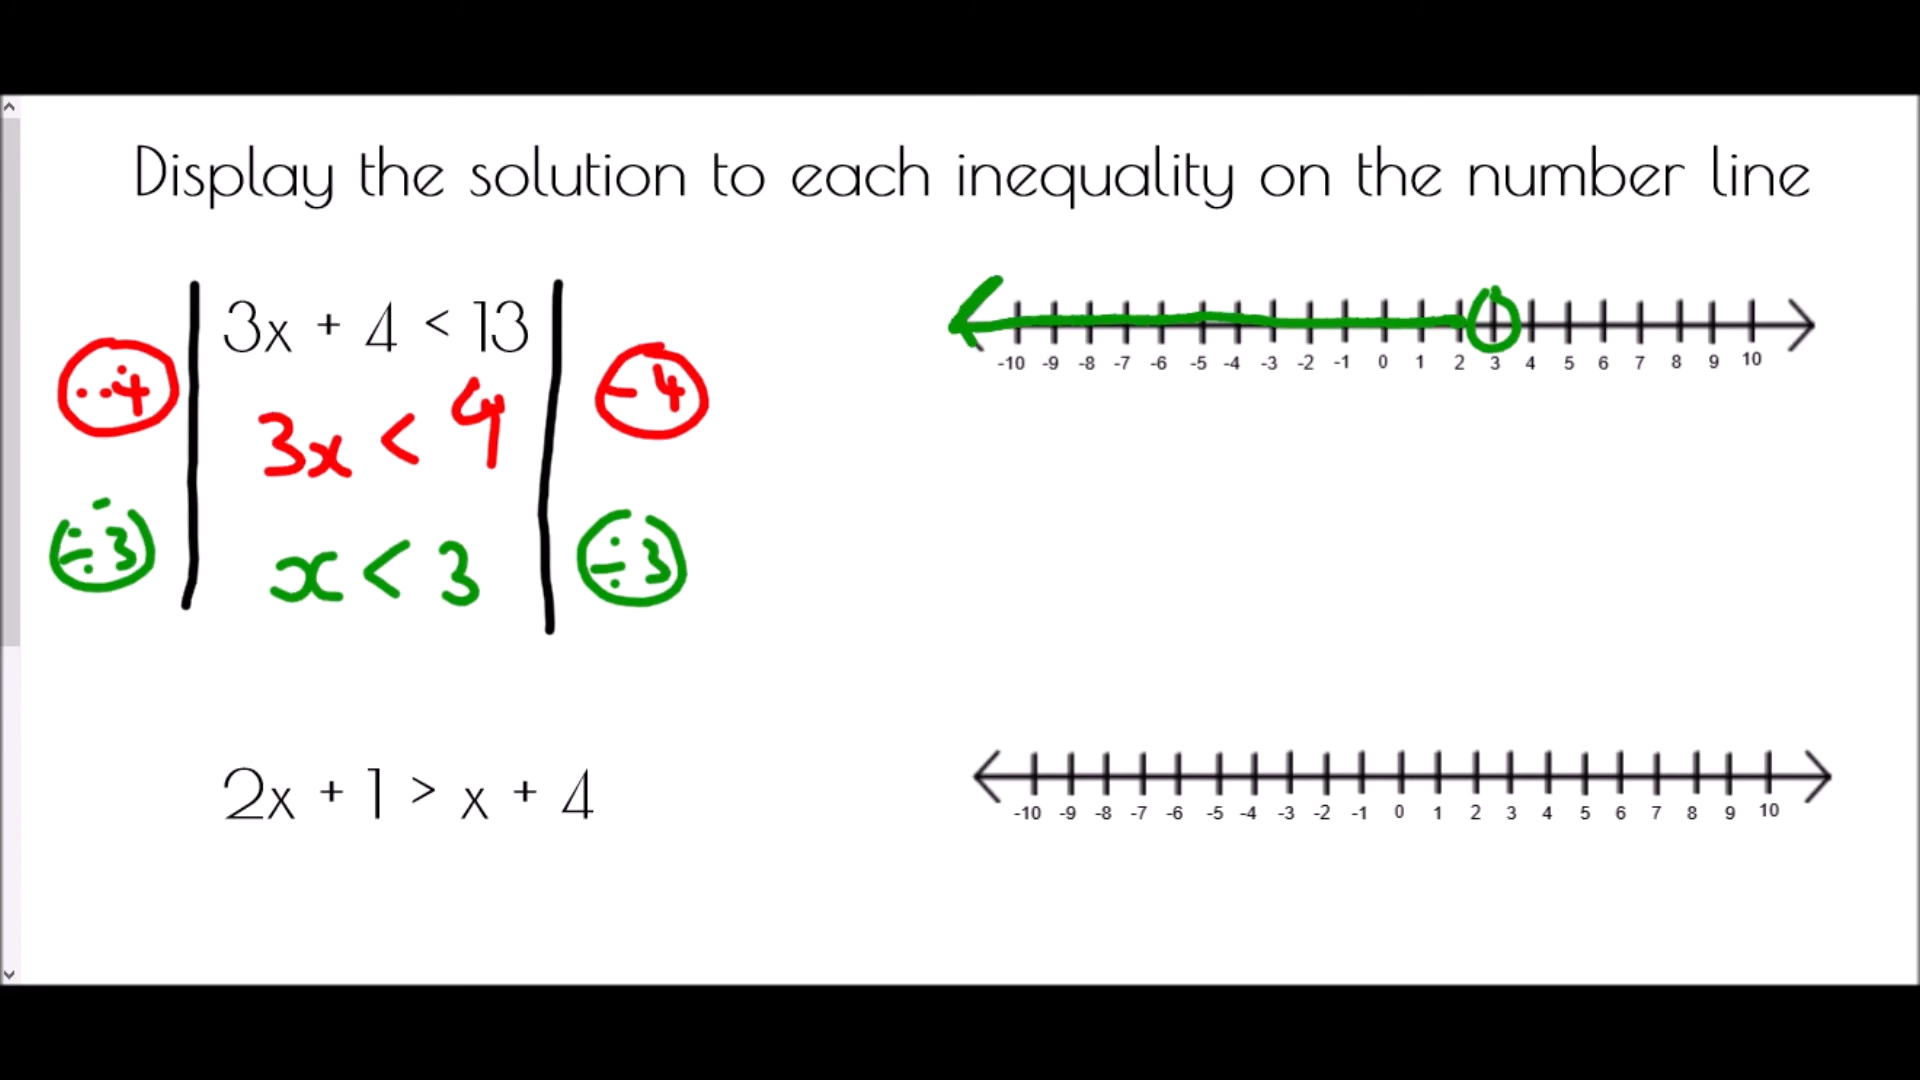 Display the solution to each inequality on the number line
3x + 4 < 13
-4 3x < 9 -4
÷3 x < 3 ÷3
-10 -9 -8 -7 -6 -5 -4 -3 -2 -1 0 1 2 3 4 5 6 7 8 9 10
2x + 1 > x + 4
-10 -9 -8 -7 -6 -5 -4 -3 -2 -1 0 1 2 3 4 5 6 7 8 9 10